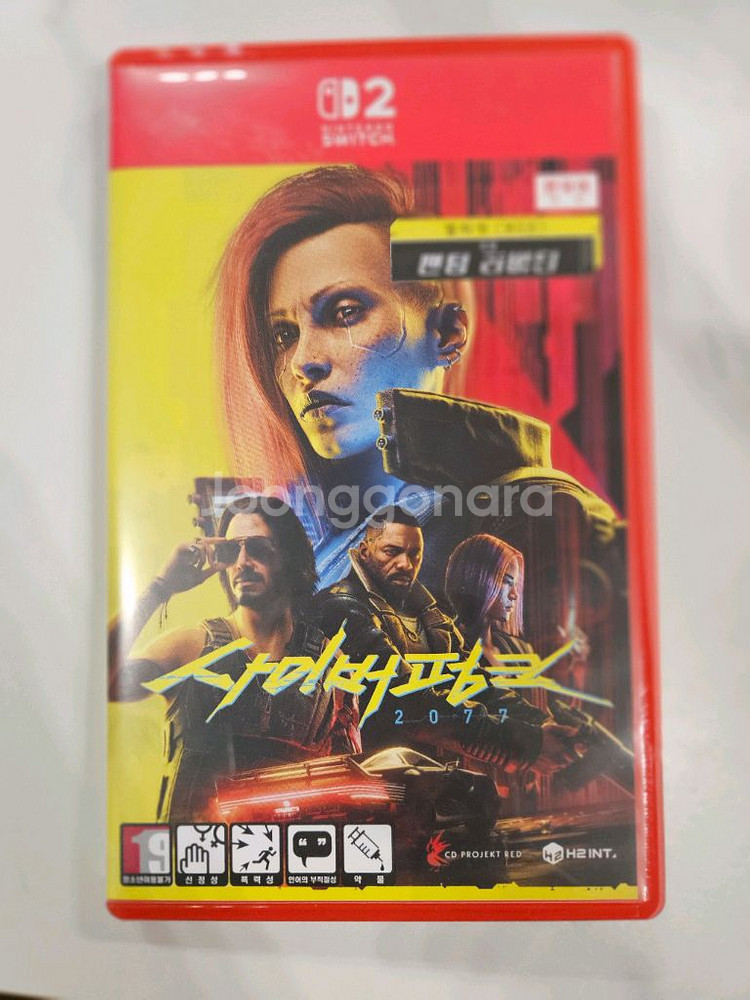 2
NINTENDO
SWITCH
팬텀 리버티
Joonggonara
사이버펑크
2077
19
청소년이용불가
선정성
폭력성
언어의 부적절성
약물
CD PROJEKT RED
H2 INT.